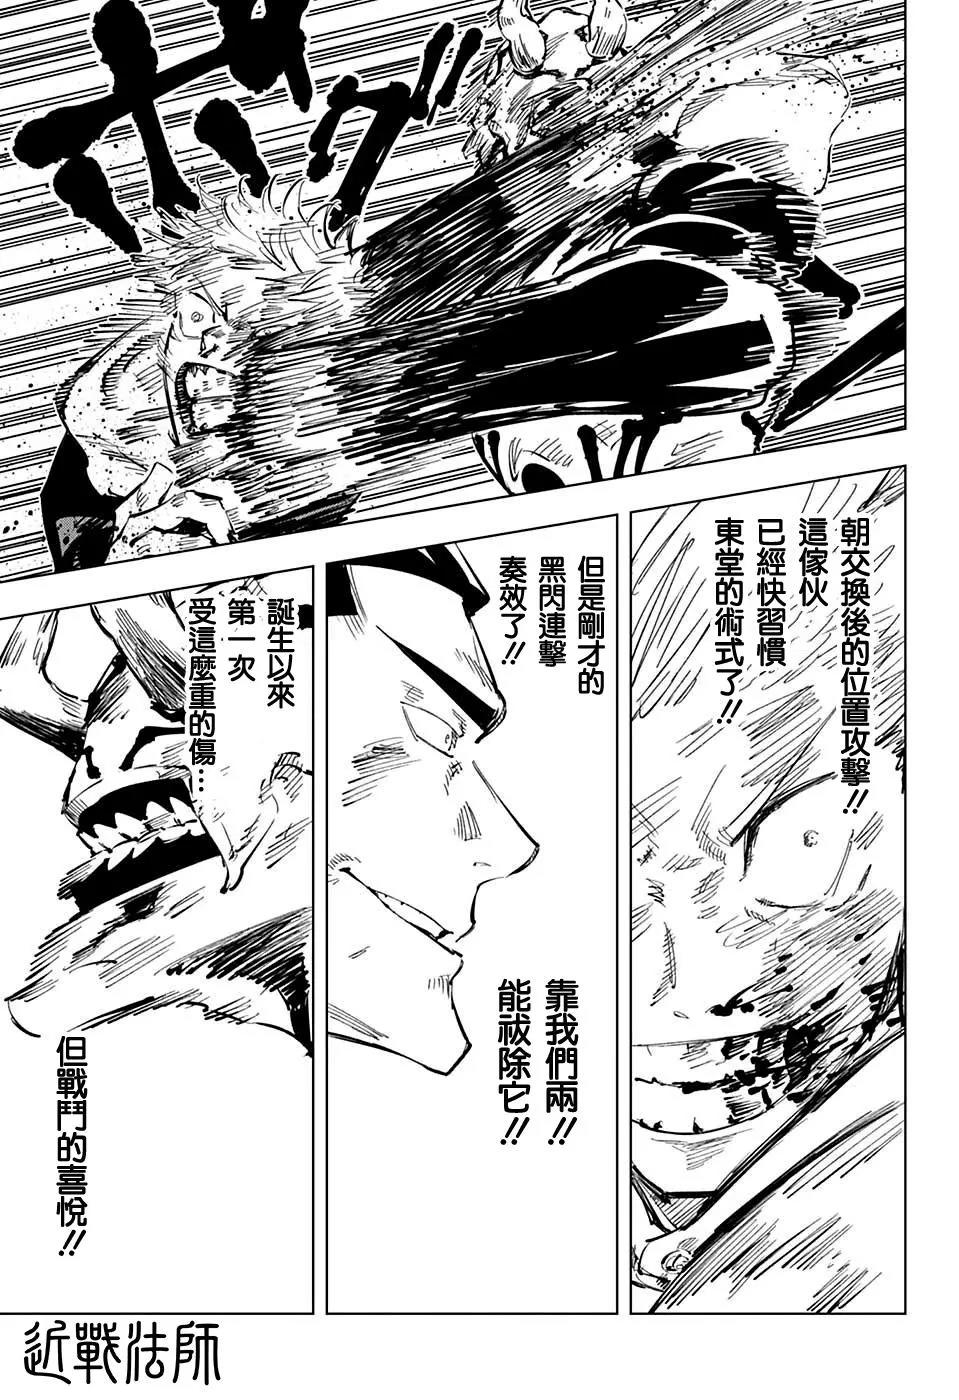 ボグッ
朝交換後的位置攻擊!!
這傢伙
已經快習慣
東堂的術式了!!
但是剛才的
黑閃連擊
奏效了!!
靠我們兩!!
能祓除它!!
誕生以來
第一次
受這麼重的傷…
但戰鬥的喜悅!!
近戰法師